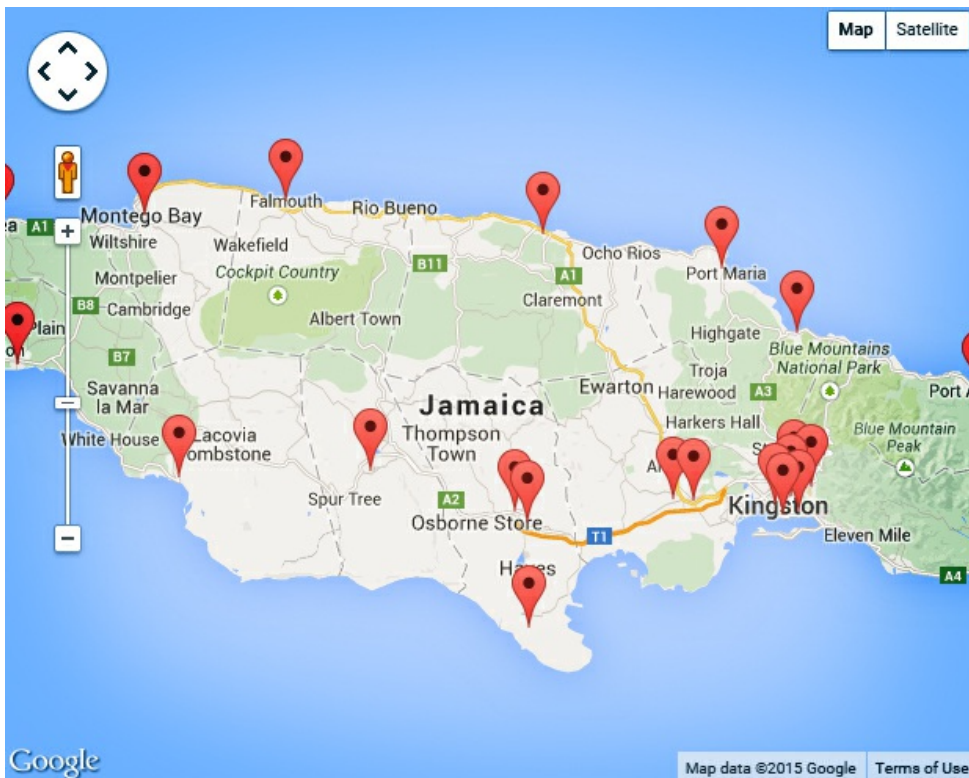 Map Satellite
Falmouth
Rio Bueno
Montego Bay
A1
Wiltshire
Wakefield
Ocho Rios
B11
Cockpit Country
A1
Port Maria
Montpelier
Claremont
B8
Cambridge
Albert Town
Plain
Highgate
Blue Mountains
National Park
B7
Troja
Ewarton
Harewood
A3
Port A
Savanna
la Mar
Jamaica
Harkers Hall
White House
Lacovia
Tombstone
Thompson
Town
Blue Mountain
Peak
Spur Tree
A2
Kingston
Osborne Store
T1
Eleven Mile
Hayes
A4
Google
Map data ©2015 Google Terms of Use